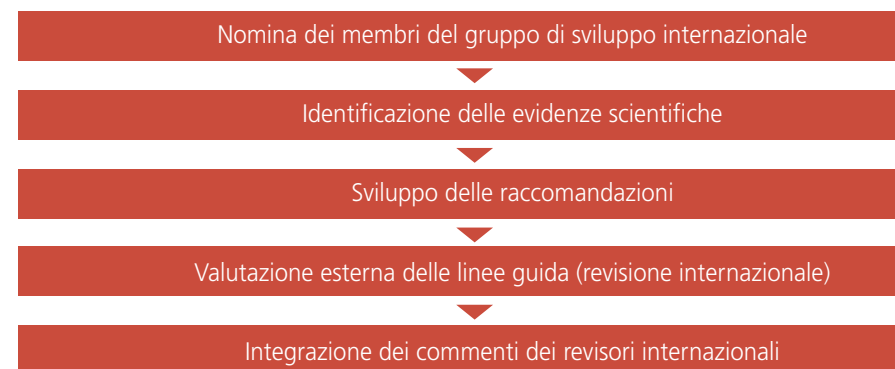 Nomina dei membri del gruppo di sviluppo internazionale
Identificazione delle evidenze scientifiche
Sviluppo delle raccomandazioni
Valutazione esterna delle linee guida (revisione internazionale)
Integrazione dei commenti dei revisori internazionali